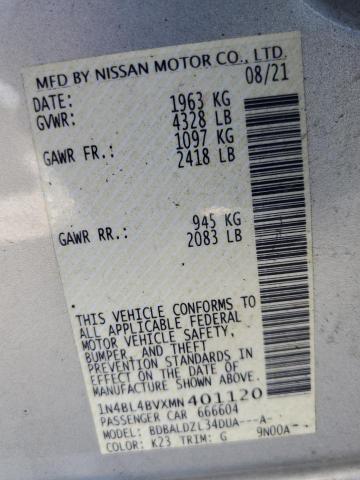 MFD BY NISSAN MOTOR CO., LTD.
DATE: 08/21
GVWR: 1963 KG
4328 LB
GAWR FR.: 1097 KG
2418 LB
GAWR RR.: 945 KG
2083 LB
THIS VEHICLE CONFORMS TO
ALL APPLICABLE FEDERAL
MOTOR VEHICLE SAFETY,
BUMPER, AND THEFT
PREVENTION STANDARDS IN
EFFECT ON THE DATE OF
MANUFACTURE SHOWN ABOVE.
1N4BL4BVXMN401120
PASSENGER CAR 666604
MODEL: BDBALDZL34DUA---A-
COLOR: K23 TRIM: G 9N00A